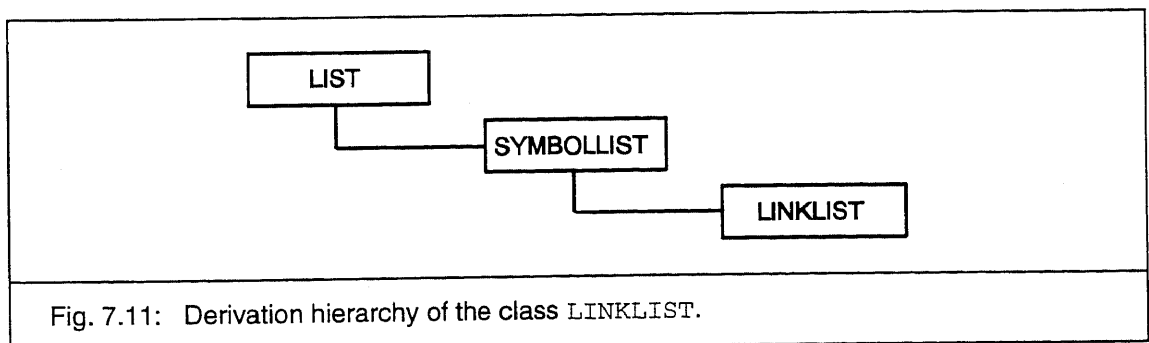 LIST
SYMBOLLIST
LINKLIST
Fig. 7.11: Derivation hierarchy of the class LINKLIST.